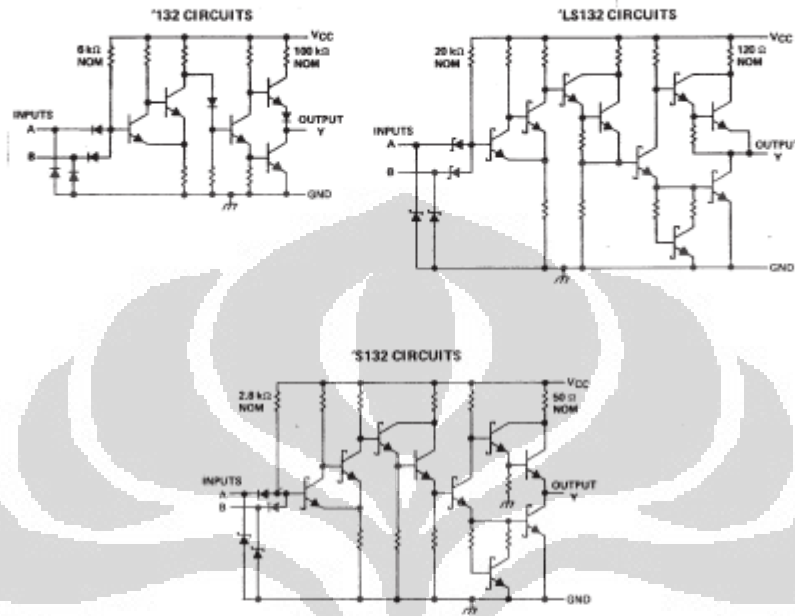 '132 CIRCUITS
VCC
6 kΩ
NOM
100 kΩ
NOM
INPUTS
A
B
OUTPUT
Y
GND
'LS132 CIRCUITS
VCC
20 kΩ
NOM
120 Ω
NOM
INPUTS
A
B
OUTPUT
Y
GND
'S132 CIRCUITS
VCC
2.8 kΩ
NOM
50 Ω
NOM
INPUTS
A
B
OUTPUT
Y
GND